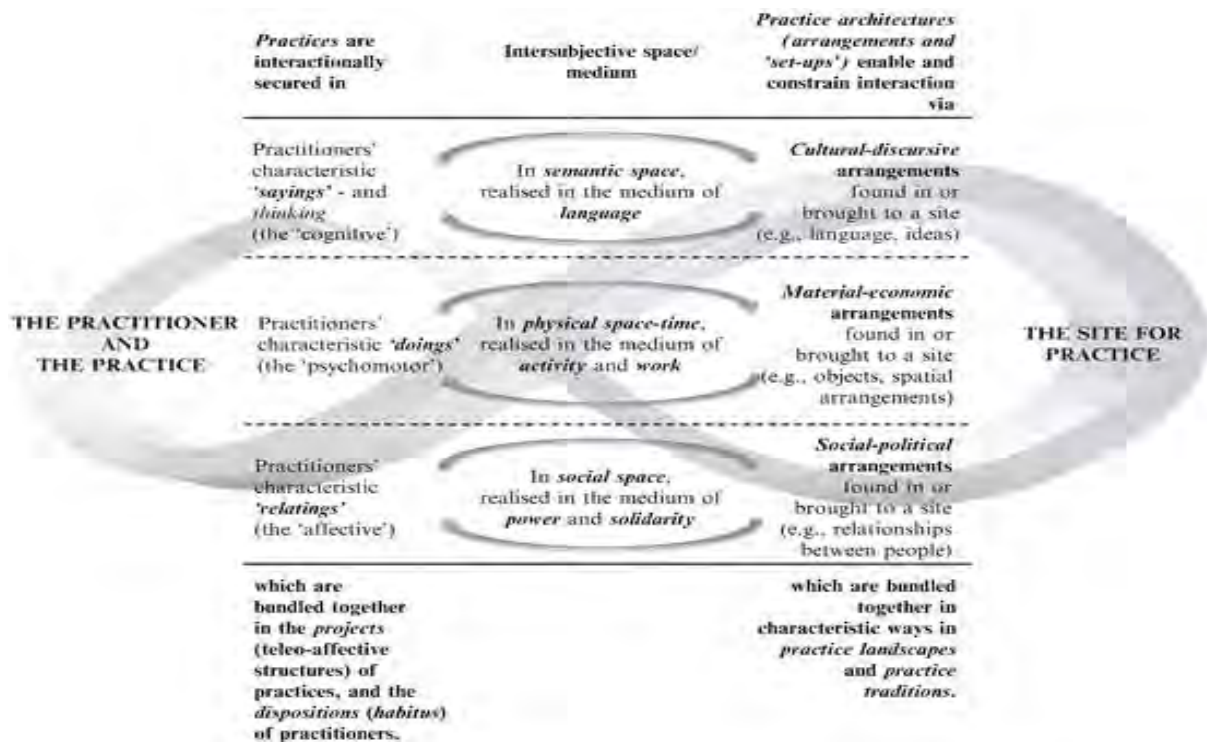 Practices are
interactionally
secured in
Intersubjective space/
medium
Practice architectures
(arrangements and
‘set-ups’) enable and
constrain interaction
via
THE PRACTITIONER
AND
THE PRACTICE
Practitioners’
characteristic
‘sayings’ - and
thinking
(the ‘cognitive’)
In semantic space,
realised in the medium of
language
Cultural-discursive
arrangements
found in or
brought to a site
(e.g., language, ideas)
Practitioners’
characteristic ‘doings’
(the ‘psychomotor’)
In physical space-time,
realised in the medium of
activity and work
Material-economic
arrangements
found in or
brought to a site
(e.g., objects, spatial
arrangements)
THE SITE FOR
PRACTICE
Practitioners’
characteristic
‘relatings’
(the ‘affective’)
In social space,
realised in the medium of
power and solidarity
Social-political
arrangements
found in or
brought to a site
(e.g., relationships
between people)
which are
bundled together
in the projects
(teleo-affective
structures) of
practices, and the
dispositions (habitus)
of practitioners.
which are bundled
together in
characteristic ways in
practice landscapes
and practice
traditions.